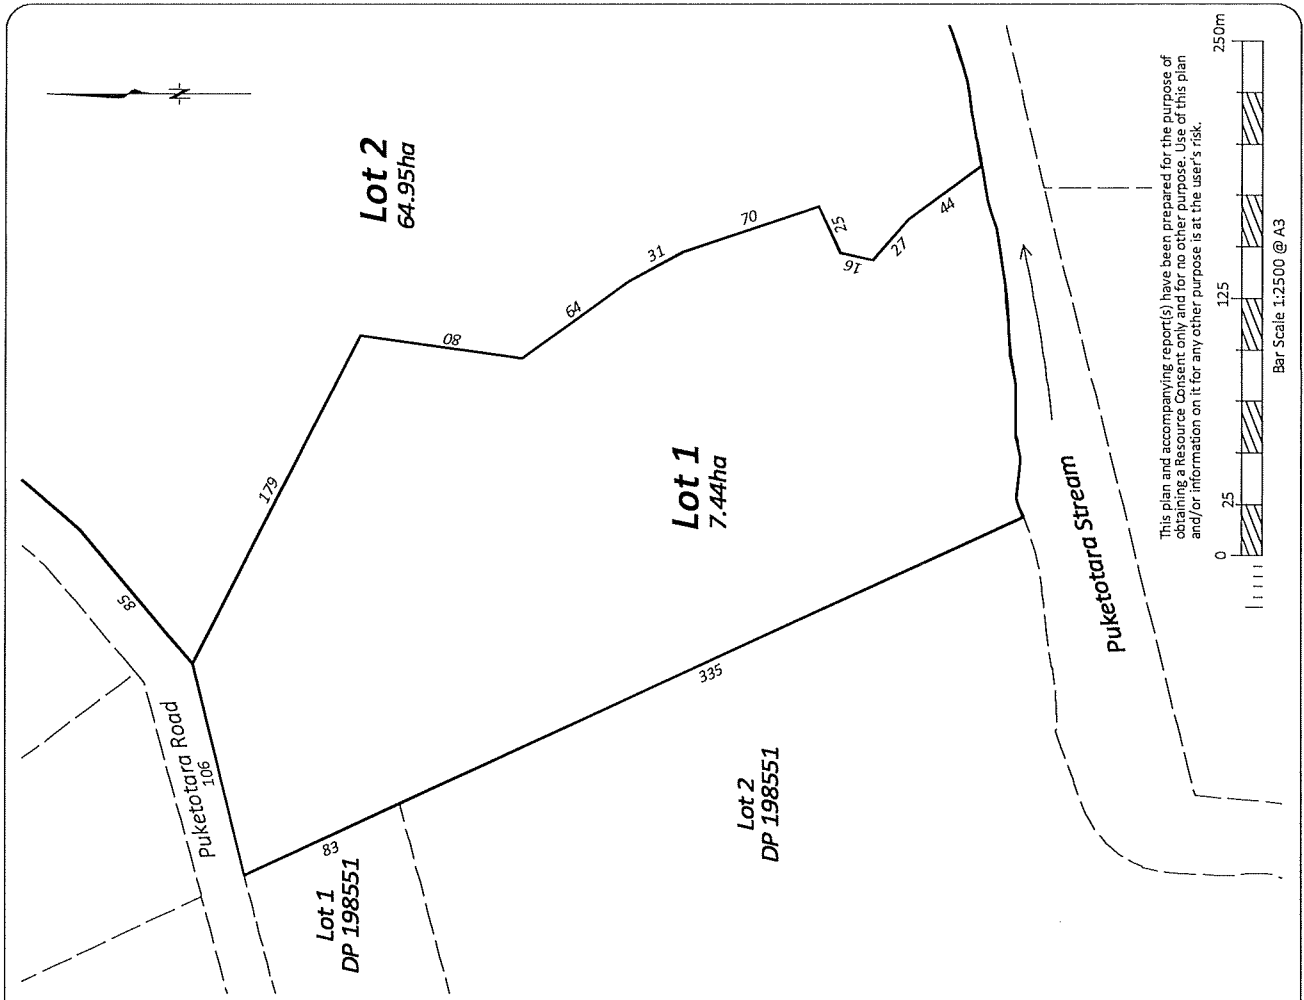 N
Lot 2
64.95ha
179
80
64
31
70
25
16
27
44
85
Puketotara Road
106
83
335
Lot 1
7.44ha
Lot 1
DP 198551
Lot 2
DP 198551
Puketotara Stream
This plan and accompanying report(s) have been prepared for the purpose of
obtaining a Resource Consent only and for no other purpose. Use of this plan
and/or information on it for any other purpose is at the user's risk.
0 25 125 250m
Bar Scale 1:2500 @ A3